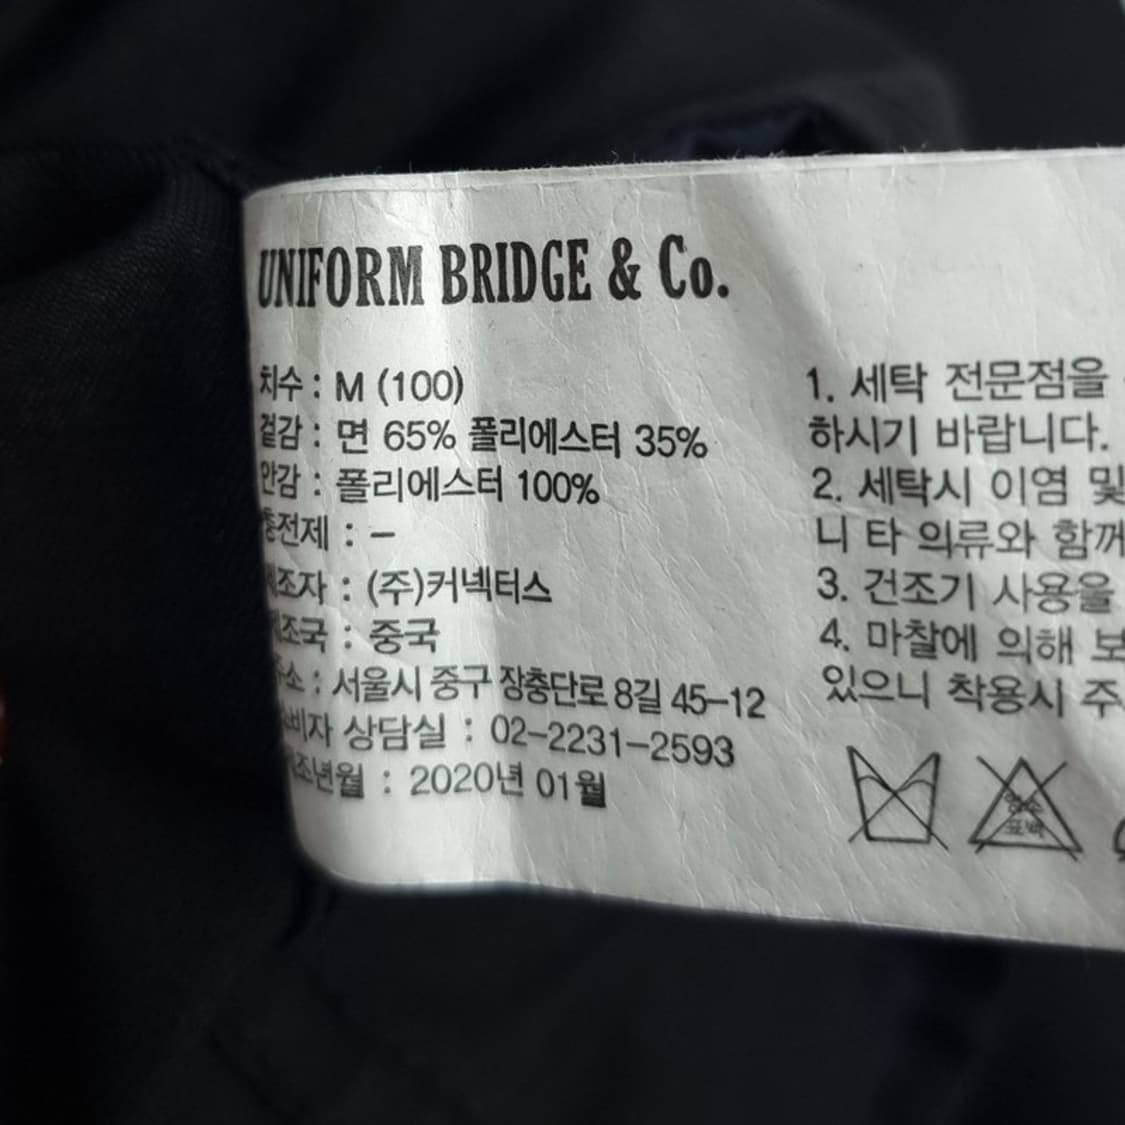 UNIFORM BRIDGE & Co.
치수 : M (100)
겉감 : 면 65% 폴리에스터 35%
안감 : 폴리에스터 100%
충전제 : –
제조자 : (주)커넥터스
제조국 : 중국
주소 : 서울시 중구 장충단로 8길 45-12
소비자 상담실 : 02-2231-2593
제조년월 : 2020년 01월
1. 세탁 전문점을
하시기 바랍니다.
2. 세탁시 이염 및
니 타 의류와 함께
3. 건조기 사용을
4. 마찰에 의해 보
있으니 착용시 주
염소
표백